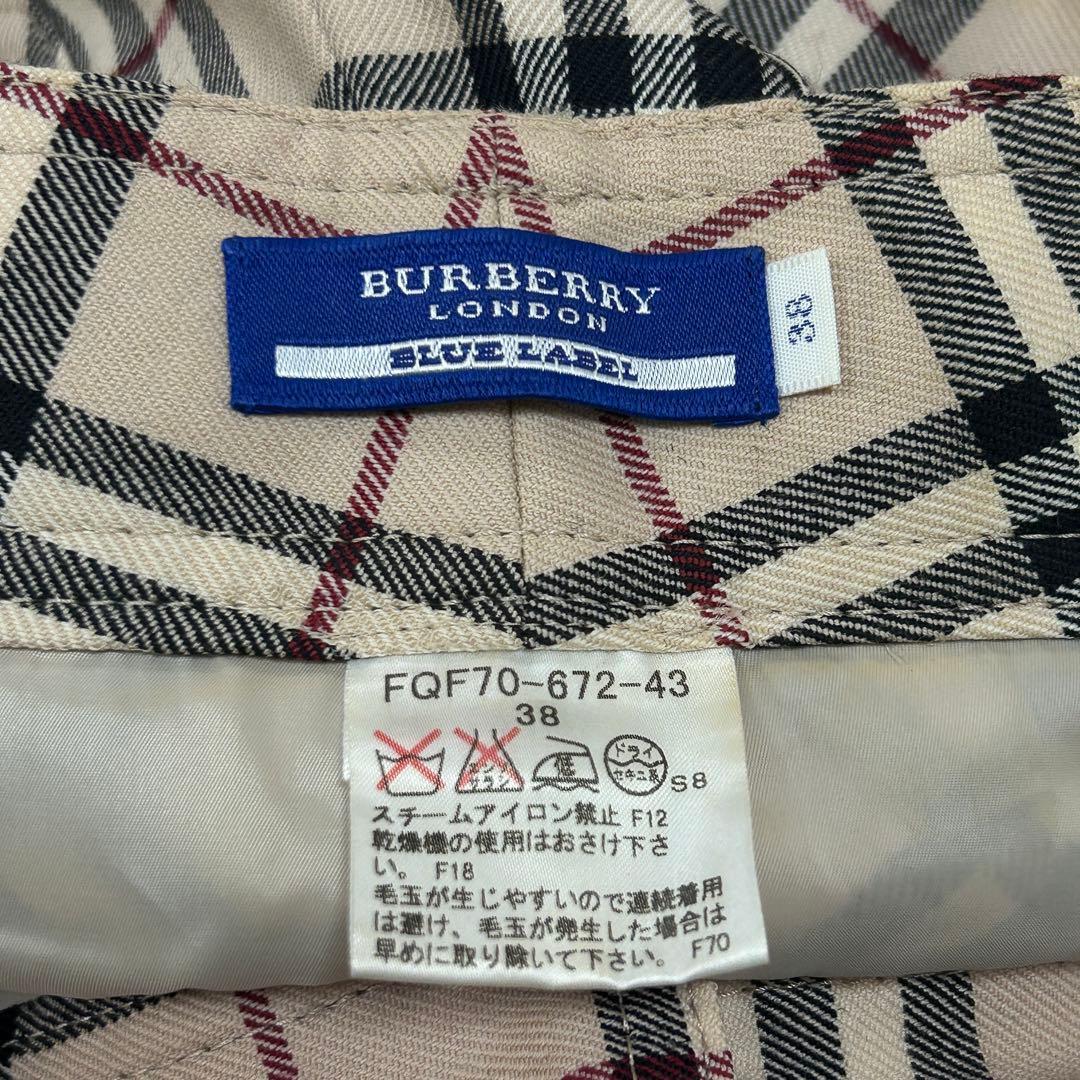 BURBERRY
LONDON
BLUE LABEL
38
FQF70-672-43
38
ドライ
セキユ系
S8
スチームアイロン禁止 F12
乾燥機の使用はおさけ下さ
い。 F18
毛玉が生じやすいので連続着用
は避け、毛玉が発生した場合は
早めに取り除いて下さい。 F70